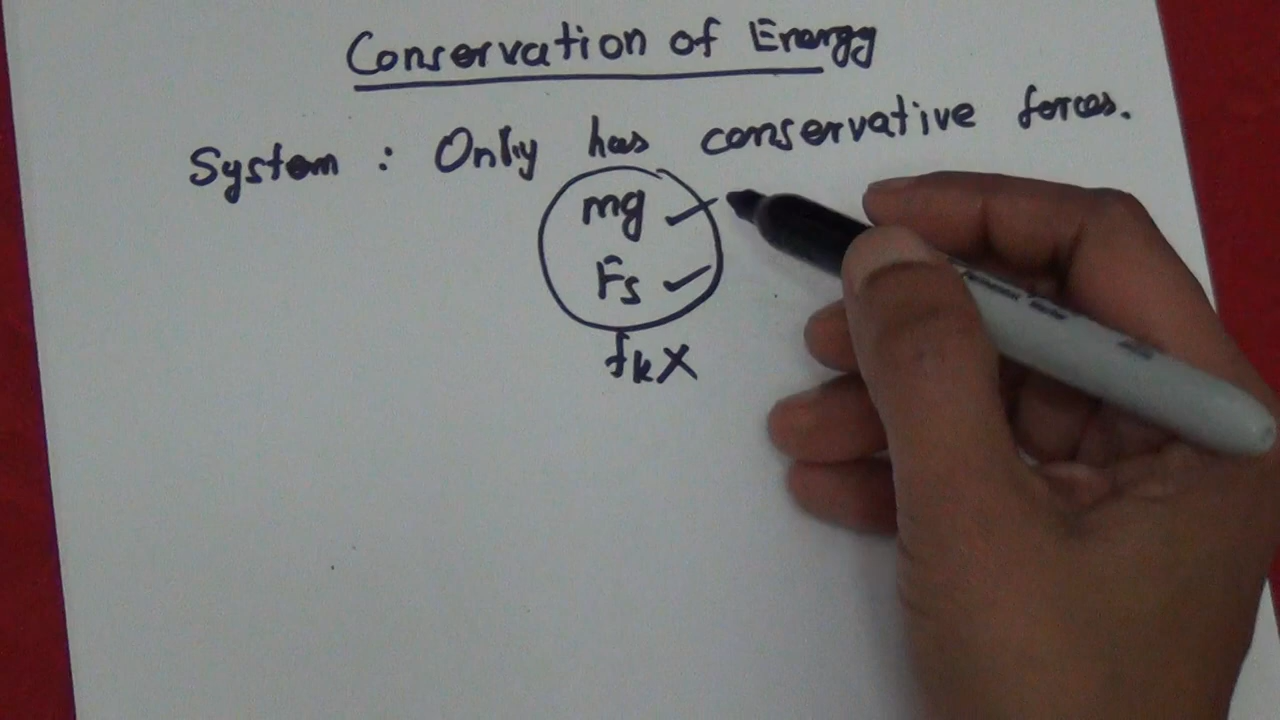 Conservation of Energy
System : Only has conservative forces.
mg ✓
Fs ✓
fk X